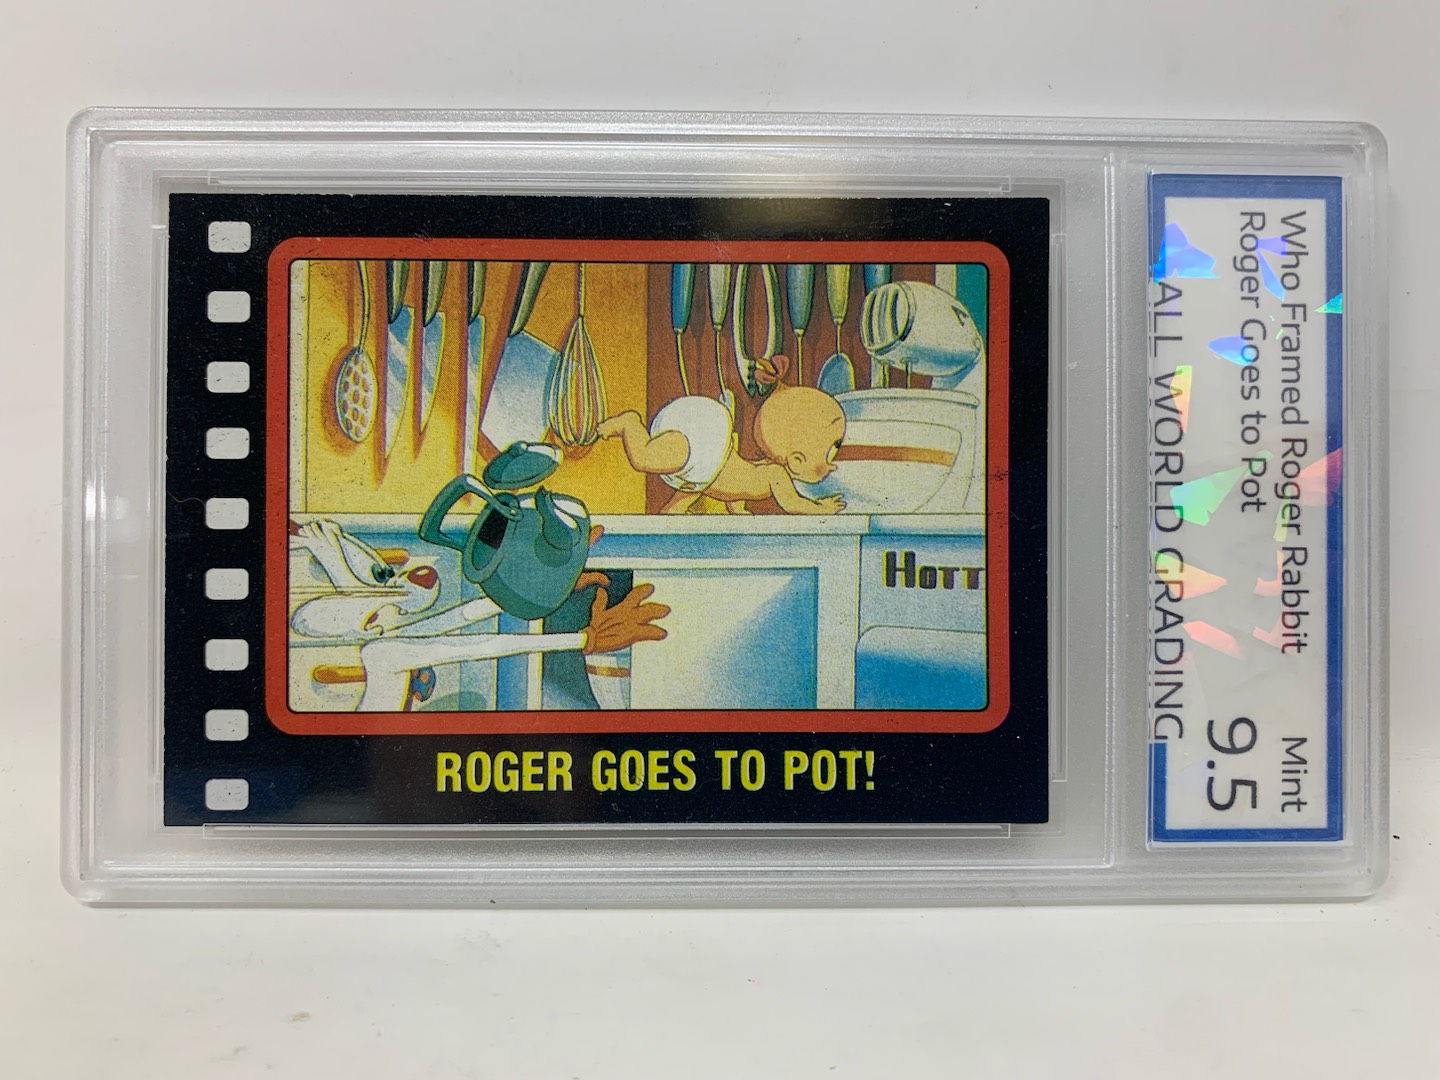 HOTT
ROGER GOES TO POT!
Who Framed Roger Rabbit
Roger Goes to Pot
Mint
9.5
ALL WORLD GRADING